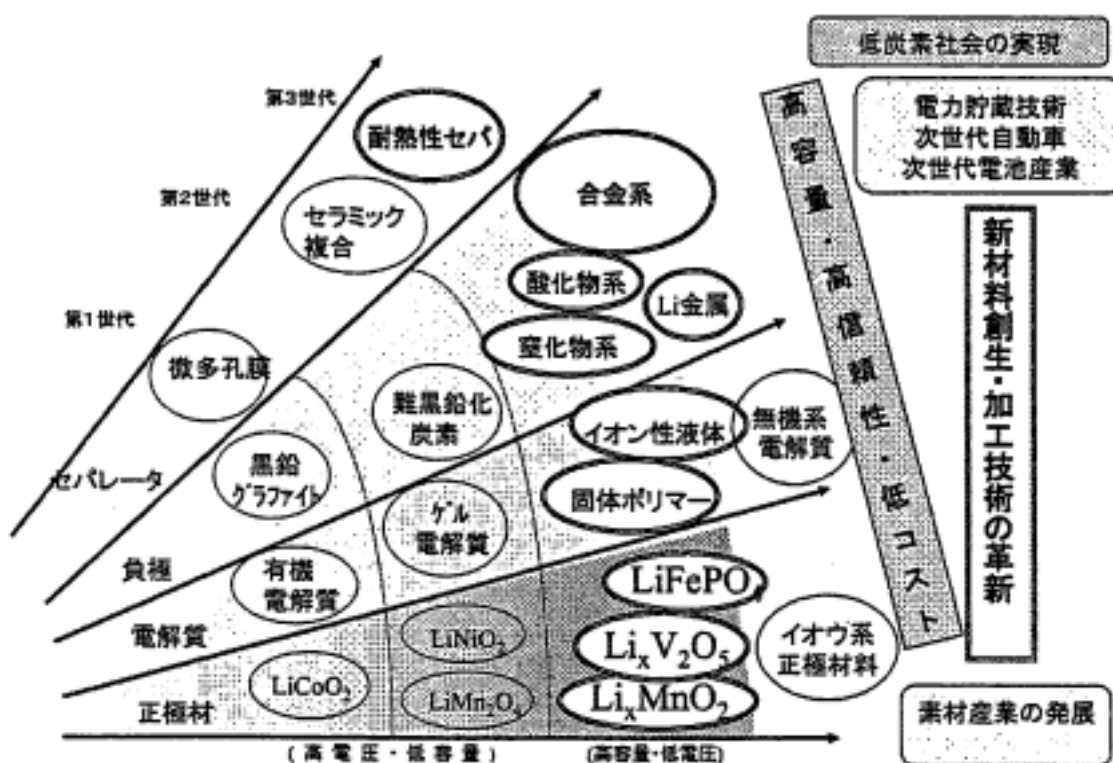 低炭素社会の実現
電力貯蔵技術
次世代自動車
次世代電池産業
高容量・高信頼性・低コスト
新材料創生・加工技術の革新
素材産業の発展
第3世代
第2世代
第1世代
耐熱性セパ
セラミック
複合
微多孔膜
セパレータ
合金系
酸化物系
Li金属
窒化物系
難黒鉛化
炭素
黒鉛
グラファイト
負極
イオン性液体
無機系
電解質
固体ポリマー
ゲル
電解質
有機
電解質
電解質
LiFePO₄
LiₓV₂O₅
LiₓMnO₂
イオウ系
正極材料
LiNiO₂
LiMn₂O₄
LiCoO₂
正極材
(高電圧・低容量)
(高容量・低電圧)